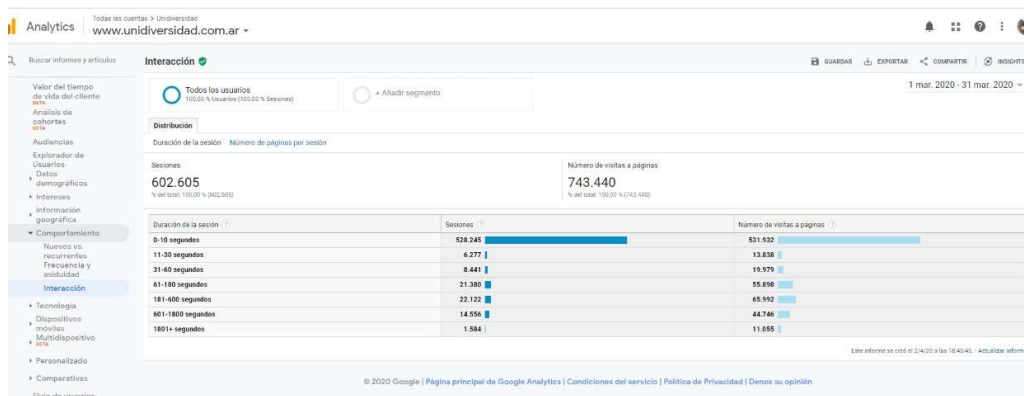 Analytics
Todas las cuentas > Unidiversidad
www.unidiversidad.com.ar
Buscar informes y artículos
Valor del tiempo
de vida del cliente
BETA
Análisis de
cohortes
BETA
Audiencias
Explorador de
Usuarios
Datos
demográficos
Intereses
Información
geográfica
Comportamiento
Nuevos vs.
recurrentes
Frecuencia y
asiduidad
Interacción
Tecnología
Dispositivos
móviles
Multidispositivo
BETA
Personalizado
Comparativas
Flujo de usuarios
Interacción
GUARDAR EXPORTAR COMPARTIR INSIGHTS
1 mar. 2020 - 31 mar. 2020
Todos los usuarios
100,00 % Usuarios (100,00 % Sesiones)
+ Añadir segmento
Distribución
Duración de la sesión Número de páginas por sesión
Sesiones
602.605
% del total: 100,00 % (602.605)
Número de visitas a páginas
743.440
% del total: 100,00 % (743.440)
Duración de la sesión ? Sesiones ? Número de visitas a páginas ?
0-10 segundos 528.245 531.932
11-30 segundos 6.277 13.838
31-60 segundos 8.441 19.979
61-180 segundos 21.380 55.898
181-600 segundos 22.122 65.992
601-1800 segundos 14.556 44.746
1801+ segundos 1.584 11.055
Este informe se creó el 2/4/20 a las 18:45:45. - Actualizar inform
© 2020 Google | Página principal de Google Analytics | Condiciones del servicio | Política de Privacidad | Denos su opinión